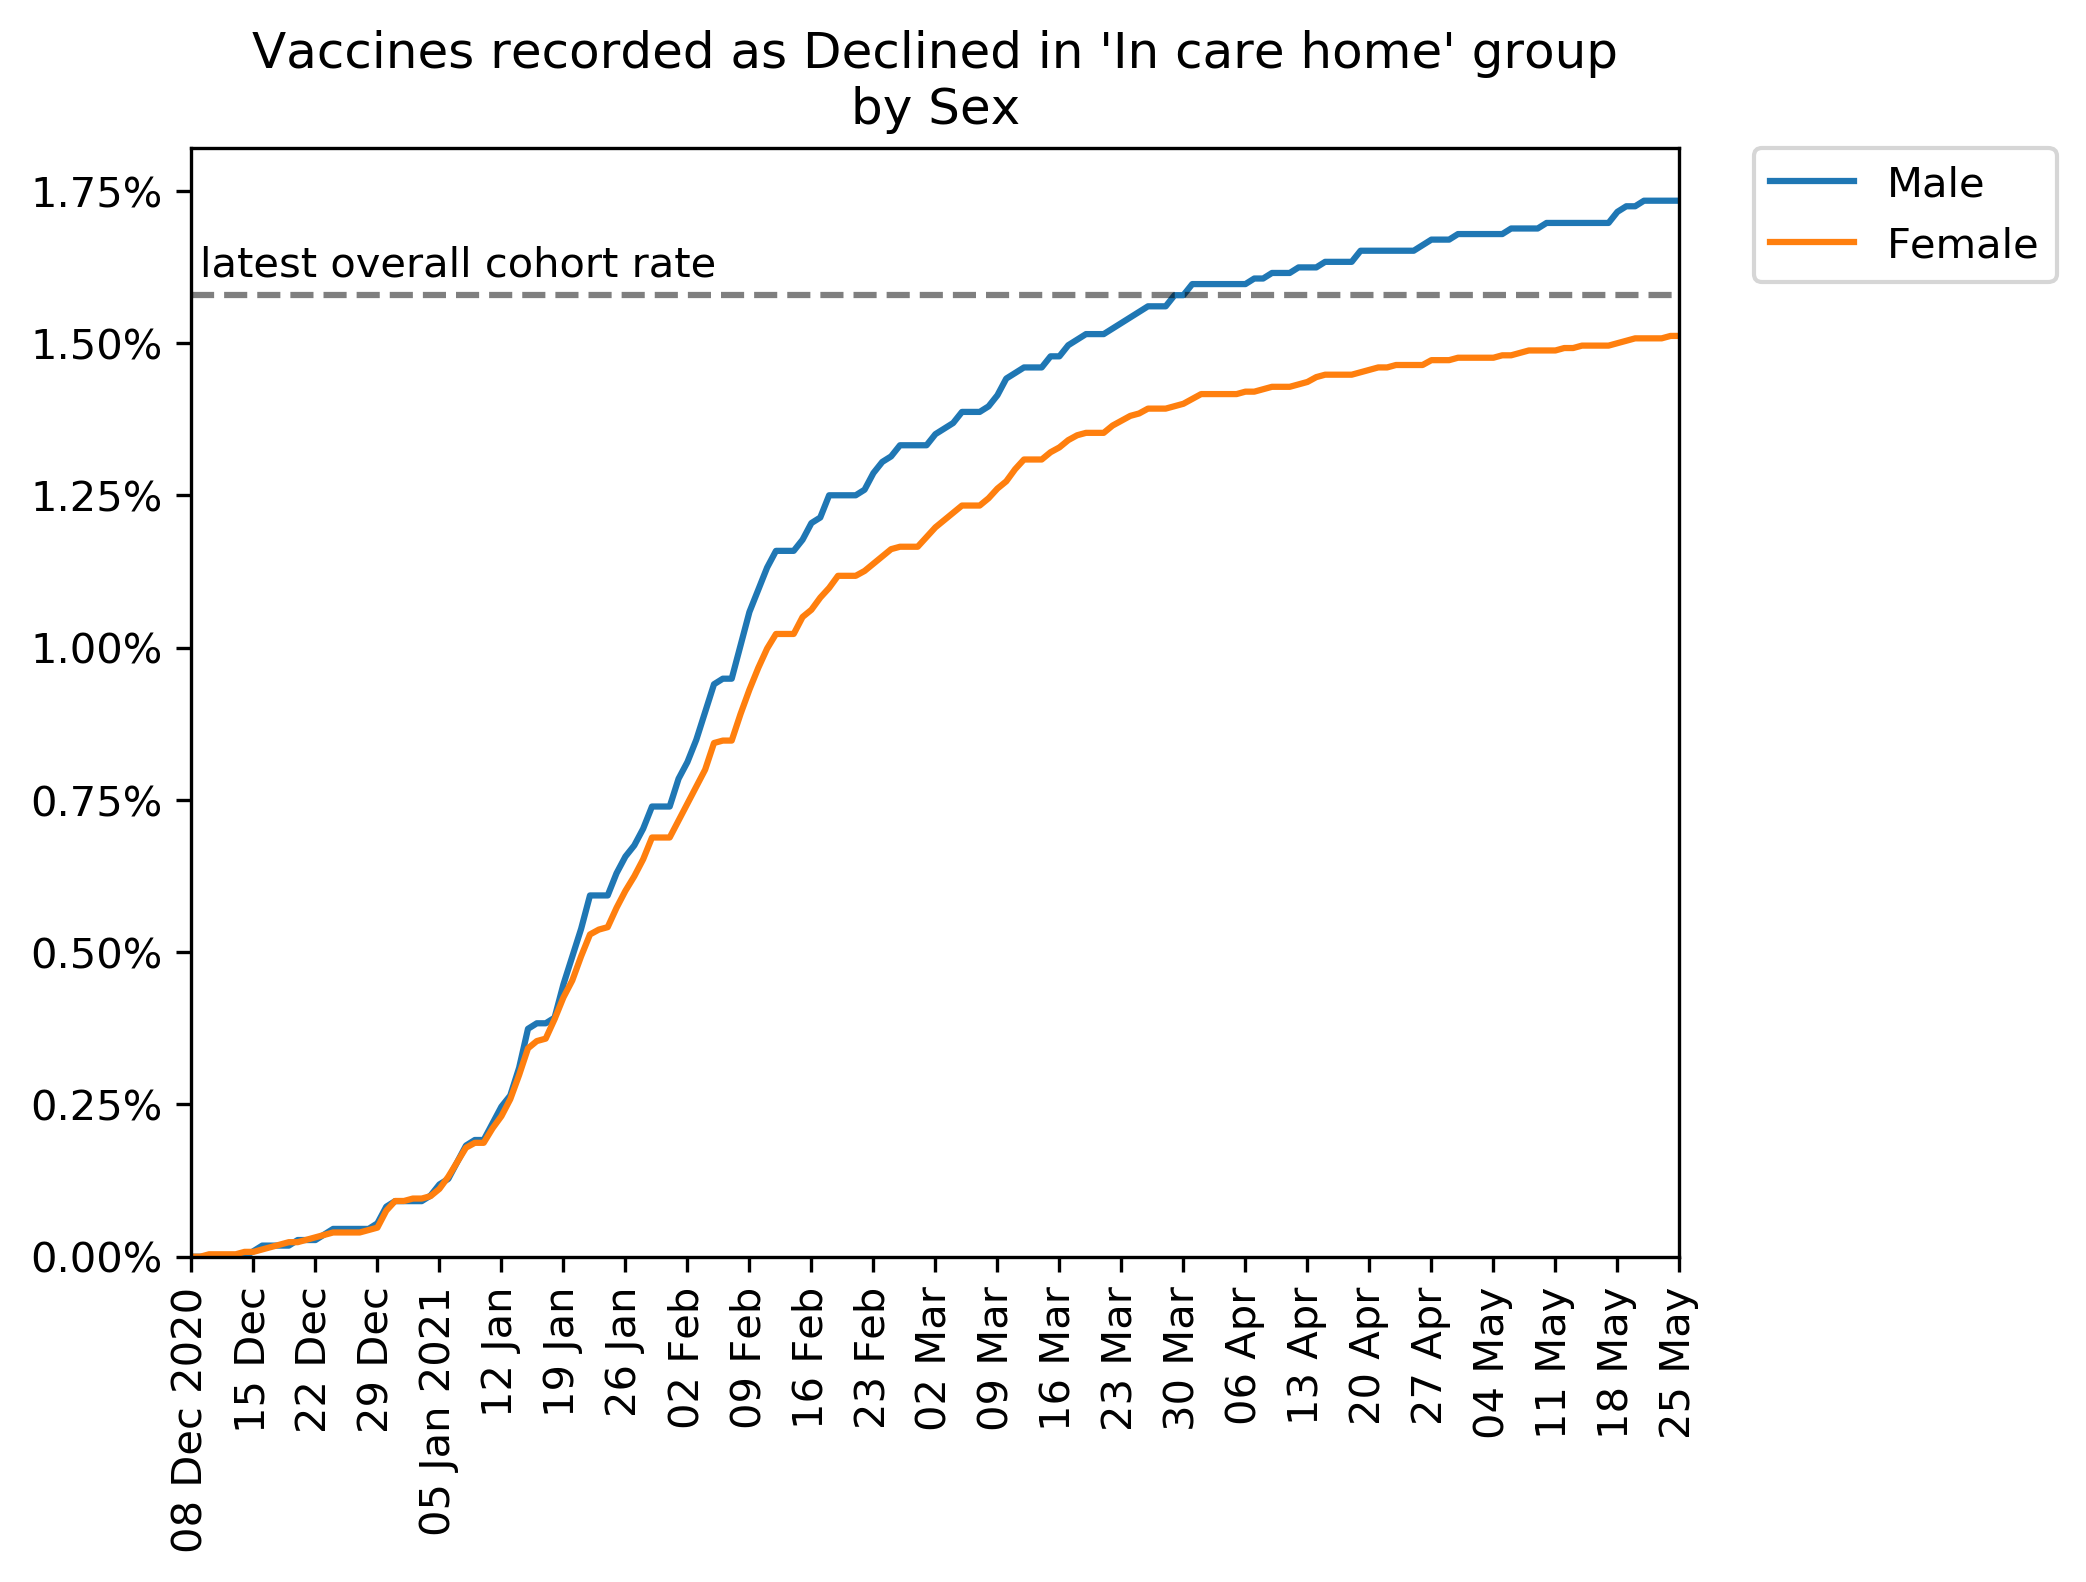 Vaccines recorded as Declined in 'In care home' group
by Sex
1.75%
1.50%
1.25%
1.00%
0.75%
0.50%
0.25%
0.00%
latest overall cohort rate
Male
Female
08 Dec 2020
15 Dec
22 Dec
29 Dec
05 Jan 2021
12 Jan
19 Jan
26 Jan
02 Feb
09 Feb
16 Feb
23 Feb
02 Mar
09 Mar
16 Mar
23 Mar
30 Mar
06 Apr
13 Apr
20 Apr
27 Apr
04 May
11 May
18 May
25 May